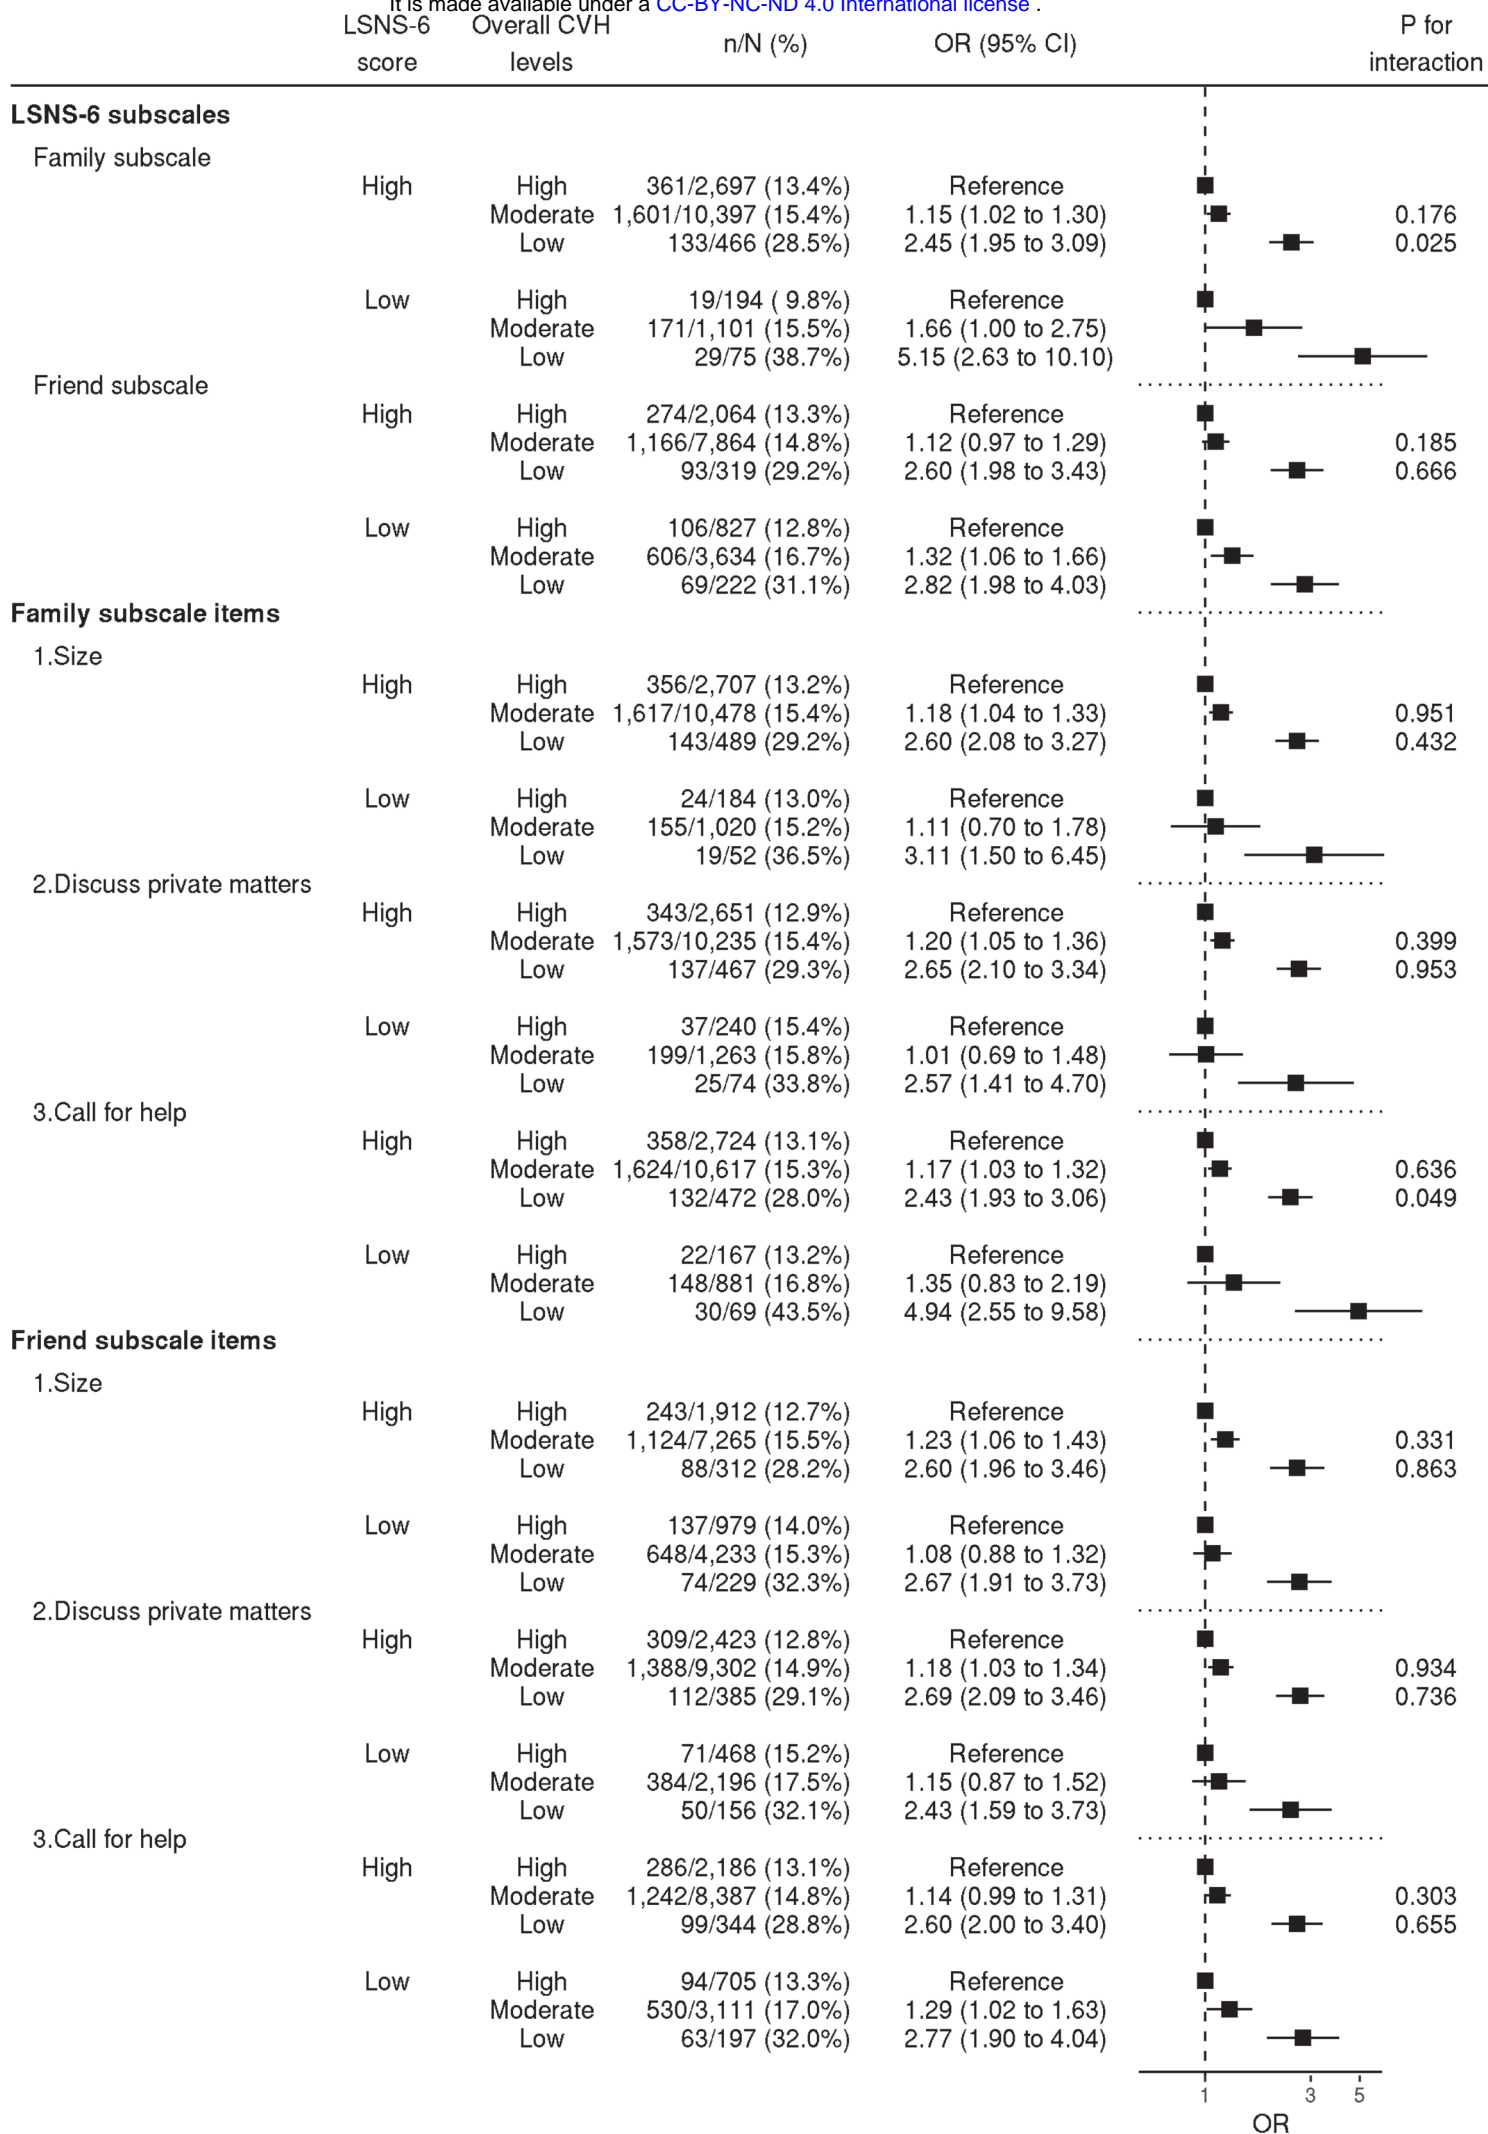 It is made available under a CC-BY-NC-ND 4.0 International license .
LSNS-6 score Overall CVH levels n/N (%) OR (95% CI) P for interaction
LSNS-6 subscales
Family subscale
High High 361/2,697 (13.4%) Reference
Moderate 1,601/10,397 (15.4%) 1.15 (1.02 to 1.30) 0.176
Low 133/466 (28.5%) 2.45 (1.95 to 3.09) 0.025
Low High 19/194 ( 9.8%) Reference
Moderate 171/1,101 (15.5%) 1.66 (1.00 to 2.75)
Low 29/75 (38.7%) 5.15 (2.63 to 10.10)
Friend subscale
High High 274/2,064 (13.3%) Reference
Moderate 1,166/7,864 (14.8%) 1.12 (0.97 to 1.29) 0.185
Low 93/319 (29.2%) 2.60 (1.98 to 3.43) 0.666
Low High 106/827 (12.8%) Reference
Moderate 606/3,634 (16.7%) 1.32 (1.06 to 1.66)
Low 69/222 (31.1%) 2.82 (1.98 to 4.03)
Family subscale items
1.Size
High High 356/2,707 (13.2%) Reference
Moderate 1,617/10,478 (15.4%) 1.18 (1.04 to 1.33) 0.951
Low 143/489 (29.2%) 2.60 (2.08 to 3.27) 0.432
Low High 24/184 (13.0%) Reference
Moderate 155/1,020 (15.2%) 1.11 (0.70 to 1.78)
Low 19/52 (36.5%) 3.11 (1.50 to 6.45)
2.Discuss private matters
High High 343/2,651 (12.9%) Reference
Moderate 1,573/10,235 (15.4%) 1.20 (1.05 to 1.36) 0.399
Low 137/467 (29.3%) 2.65 (2.10 to 3.34) 0.953
Low High 37/240 (15.4%) Reference
Moderate 199/1,263 (15.8%) 1.01 (0.69 to 1.48)
Low 25/74 (33.8%) 2.57 (1.41 to 4.70)
3.Call for help
High High 358/2,724 (13.1%) Reference
Moderate 1,624/10,617 (15.3%) 1.17 (1.03 to 1.32) 0.636
Low 132/472 (28.0%) 2.43 (1.93 to 3.06) 0.049
Low High 22/167 (13.2%) Reference
Moderate 148/881 (16.8%) 1.35 (0.83 to 2.19)
Low 30/69 (43.5%) 4.94 (2.55 to 9.58)
Friend subscale items
1.Size
High High 243/1,912 (12.7%) Reference
Moderate 1,124/7,265 (15.5%) 1.23 (1.06 to 1.43) 0.331
Low 88/312 (28.2%) 2.60 (1.96 to 3.46) 0.863
Low High 137/979 (14.0%) Reference
Moderate 648/4,233 (15.3%) 1.08 (0.88 to 1.32)
Low 74/229 (32.3%) 2.67 (1.91 to 3.73)
2.Discuss private matters
High High 309/2,423 (12.8%) Reference
Moderate 1,388/9,302 (14.9%) 1.18 (1.03 to 1.34) 0.934
Low 112/385 (29.1%) 2.69 (2.09 to 3.46) 0.736
Low High 71/468 (15.2%) Reference
Moderate 384/2,196 (17.5%) 1.15 (0.87 to 1.52)
Low 50/156 (32.1%) 2.43 (1.59 to 3.73)
3.Call for help
High High 286/2,186 (13.1%) Reference
Moderate 1,242/8,387 (14.8%) 1.14 (0.99 to 1.31) 0.303
Low 99/344 (28.8%) 2.60 (2.00 to 3.40) 0.655
Low High 94/705 (13.3%) Reference
Moderate 530/3,111 (17.0%) 1.29 (1.02 to 1.63)
Low 63/197 (32.0%) 2.77 (1.90 to 4.04)
1 3 5
OR